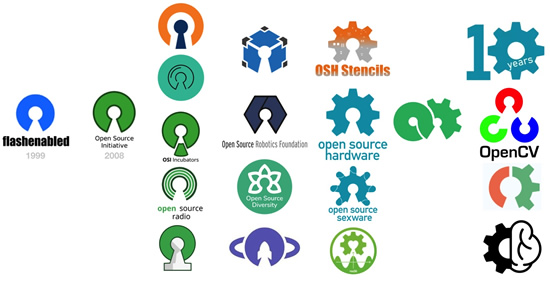 flashenabled
1999
Open Source
Initiative
2008
OSI Incubators
open source
radio
Open Source Robotics Foundation
Open Source
Diversity
OSH Stencils
open source
hardware
open source
sexware
10
years
OpenCV